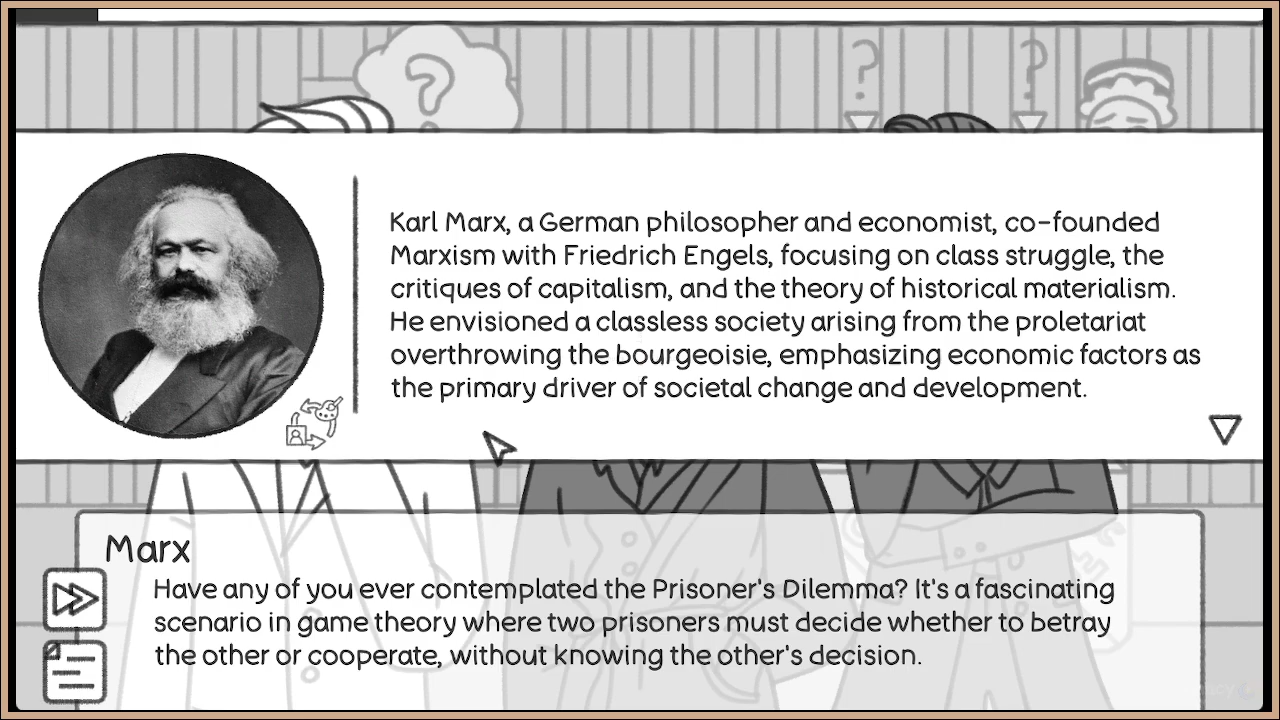 ?
?
?
Karl Marx, a German philosopher and economist, co-founded
Marxism with Friedrich Engels, focusing on class struggle, the
critiques of capitalism, and the theory of historical materialism.
He envisioned a classless society arising from the proletariat
overthrowing the bourgeoisie, emphasizing economic factors as
the primary driver of societal change and development.
Marx
Have any of you ever contemplated the Prisoner's Dilemma? It's a fascinating
scenario in game theory where two prisoners must decide whether to betray
the other or cooperate, without knowing the other's decision.